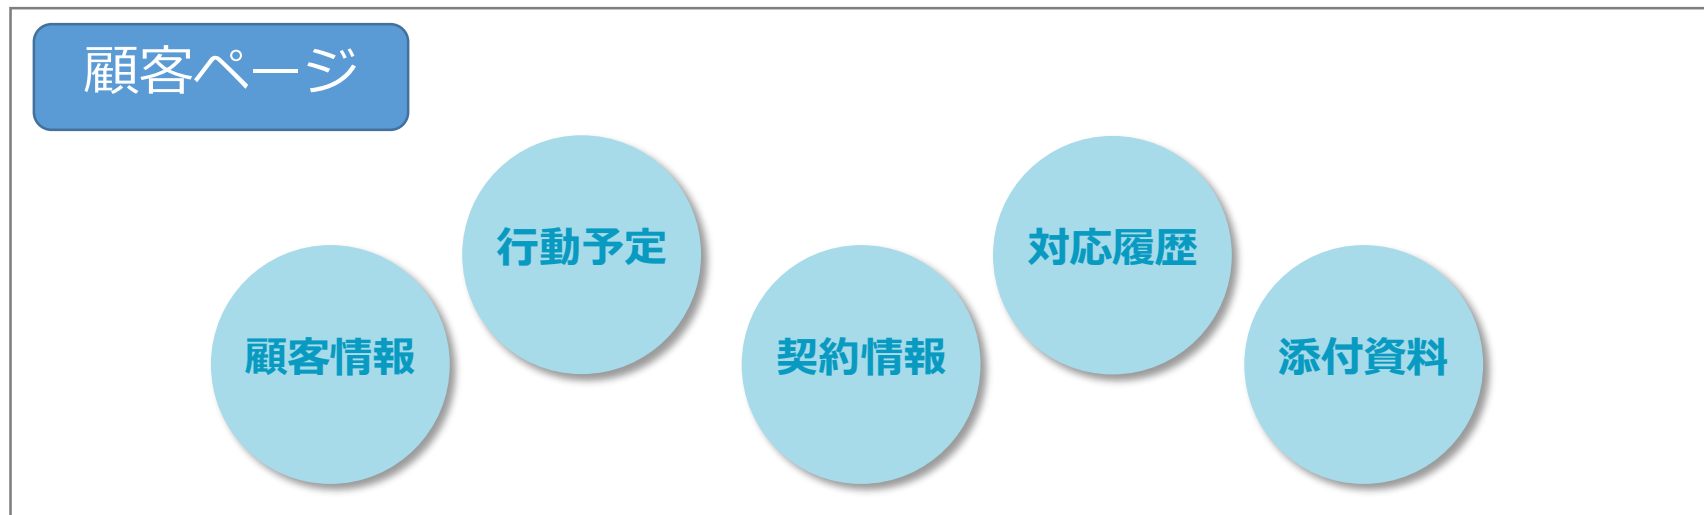 顧客ページ
行動予定
対応履歴
顧客情報
契約情報
添付資料